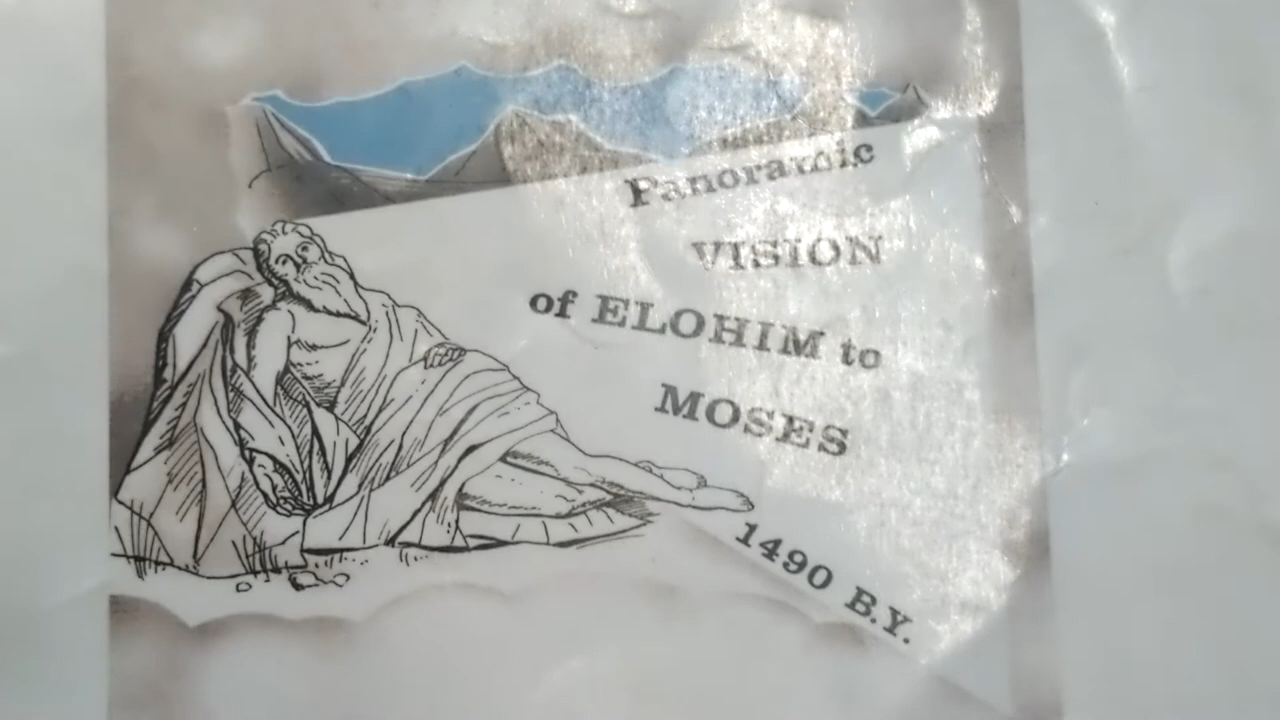 Panoramic
VISION
of ELOHIM to
MOSES
1490 B.Y.